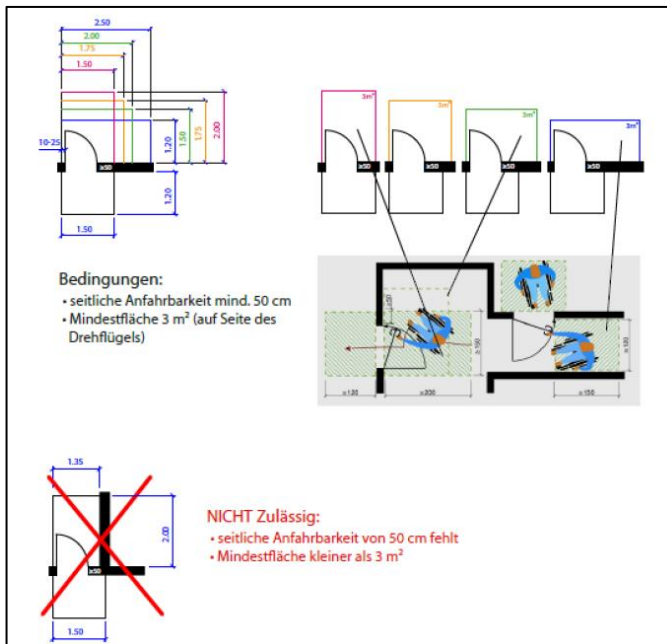 2.50
2.00
1.75
1.50
10-25
1.20
1.50
1.75
2.00
≥50
1.20
1.50
3m²
3m²
3m²
3m²
≥50
≥50
≥50
≥50
Bedingungen:
• seitliche Anfahrbarkeit mind. 50 cm
• Mindestfläche 3 m² (auf Seite des
Drehflügels)
≥50
≥150
≥120
≥120
≥200
≥150
1.35
2.00
≥50
1.50
NICHT Zulässig:
• seitliche Anfahrbarkeit von 50 cm fehlt
• Mindestfläche kleiner als 3 m²